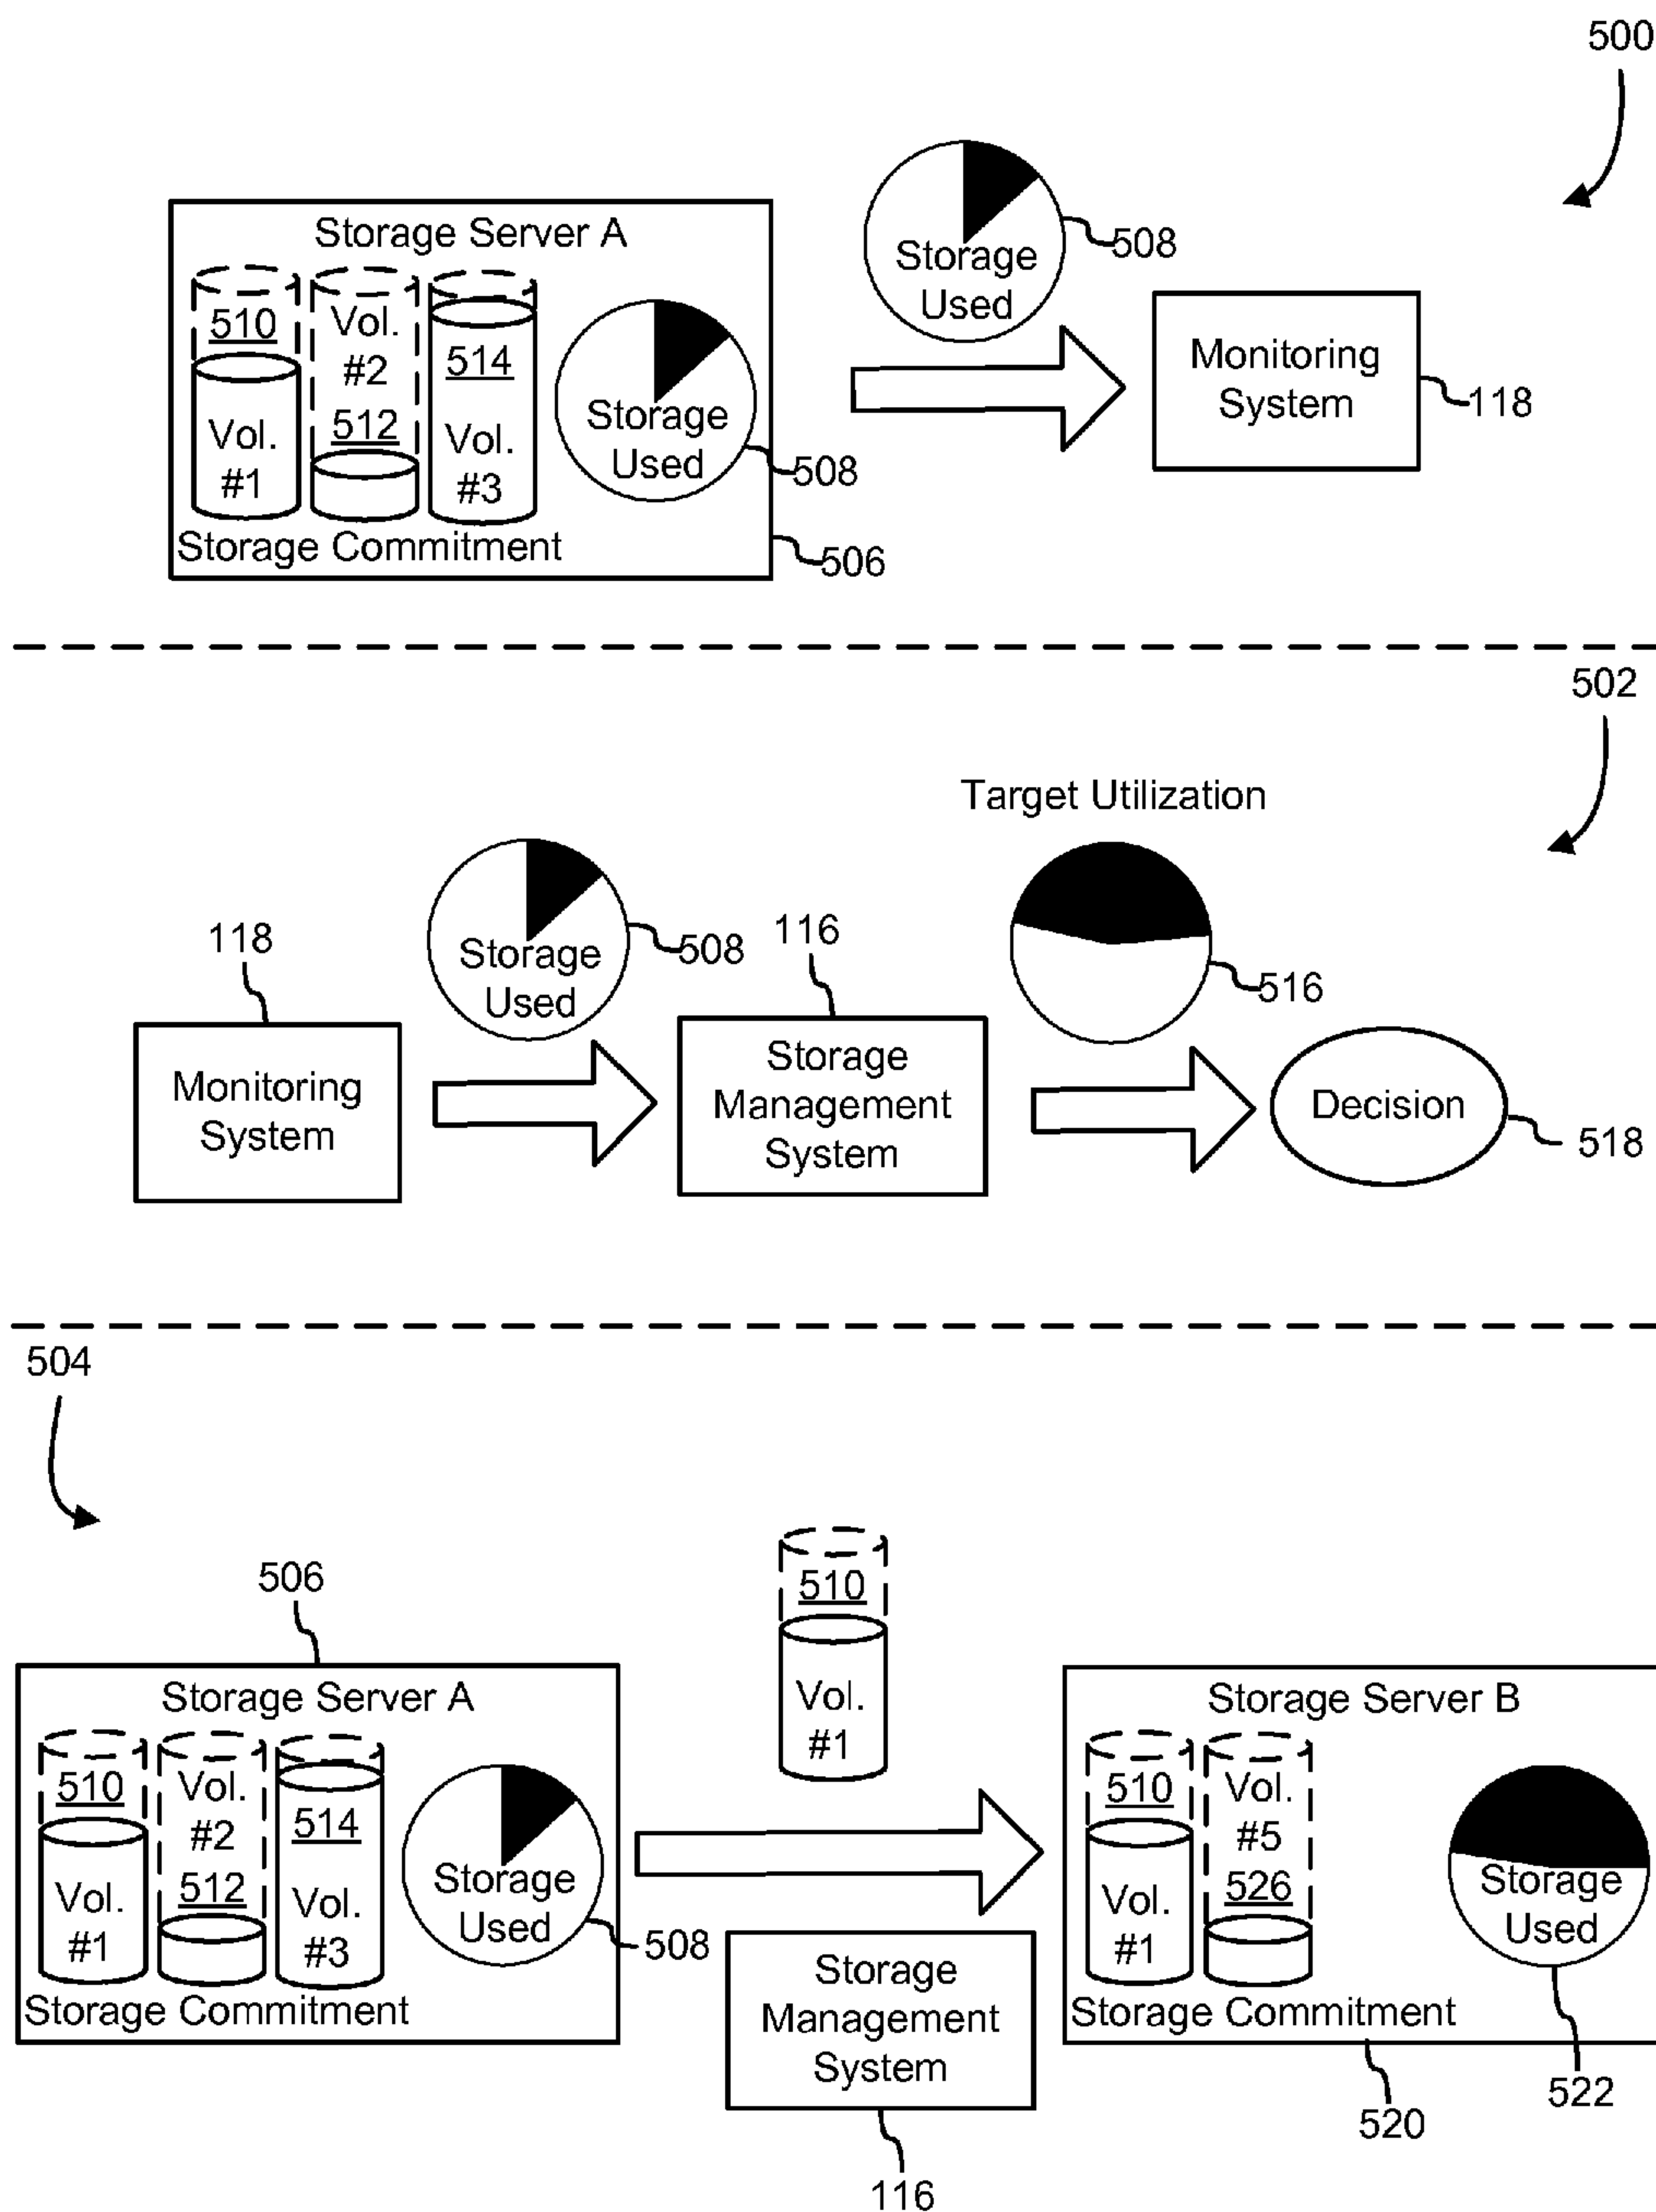 500
Storage Server A
510
Vol.
#1
Vol.
#2
512
514
Vol.
#3
Storage
Used
508
Storage Commitment
506
Storage
Used
508
Monitoring
System
118
502
Target Utilization
118
Monitoring
System
Storage
Used
508
116
Storage
Management
System
516
Decision
518
504
506
Storage Server A
510
Vol.
#1
Vol.
#2
512
514
Vol.
#3
Storage
Used
508
Storage Commitment
510
Vol.
#1
Storage
Management
System
116
Storage Server B
510
Vol.
#1
Vol.
#5
526
Storage
Used
522
Storage Commitment
520